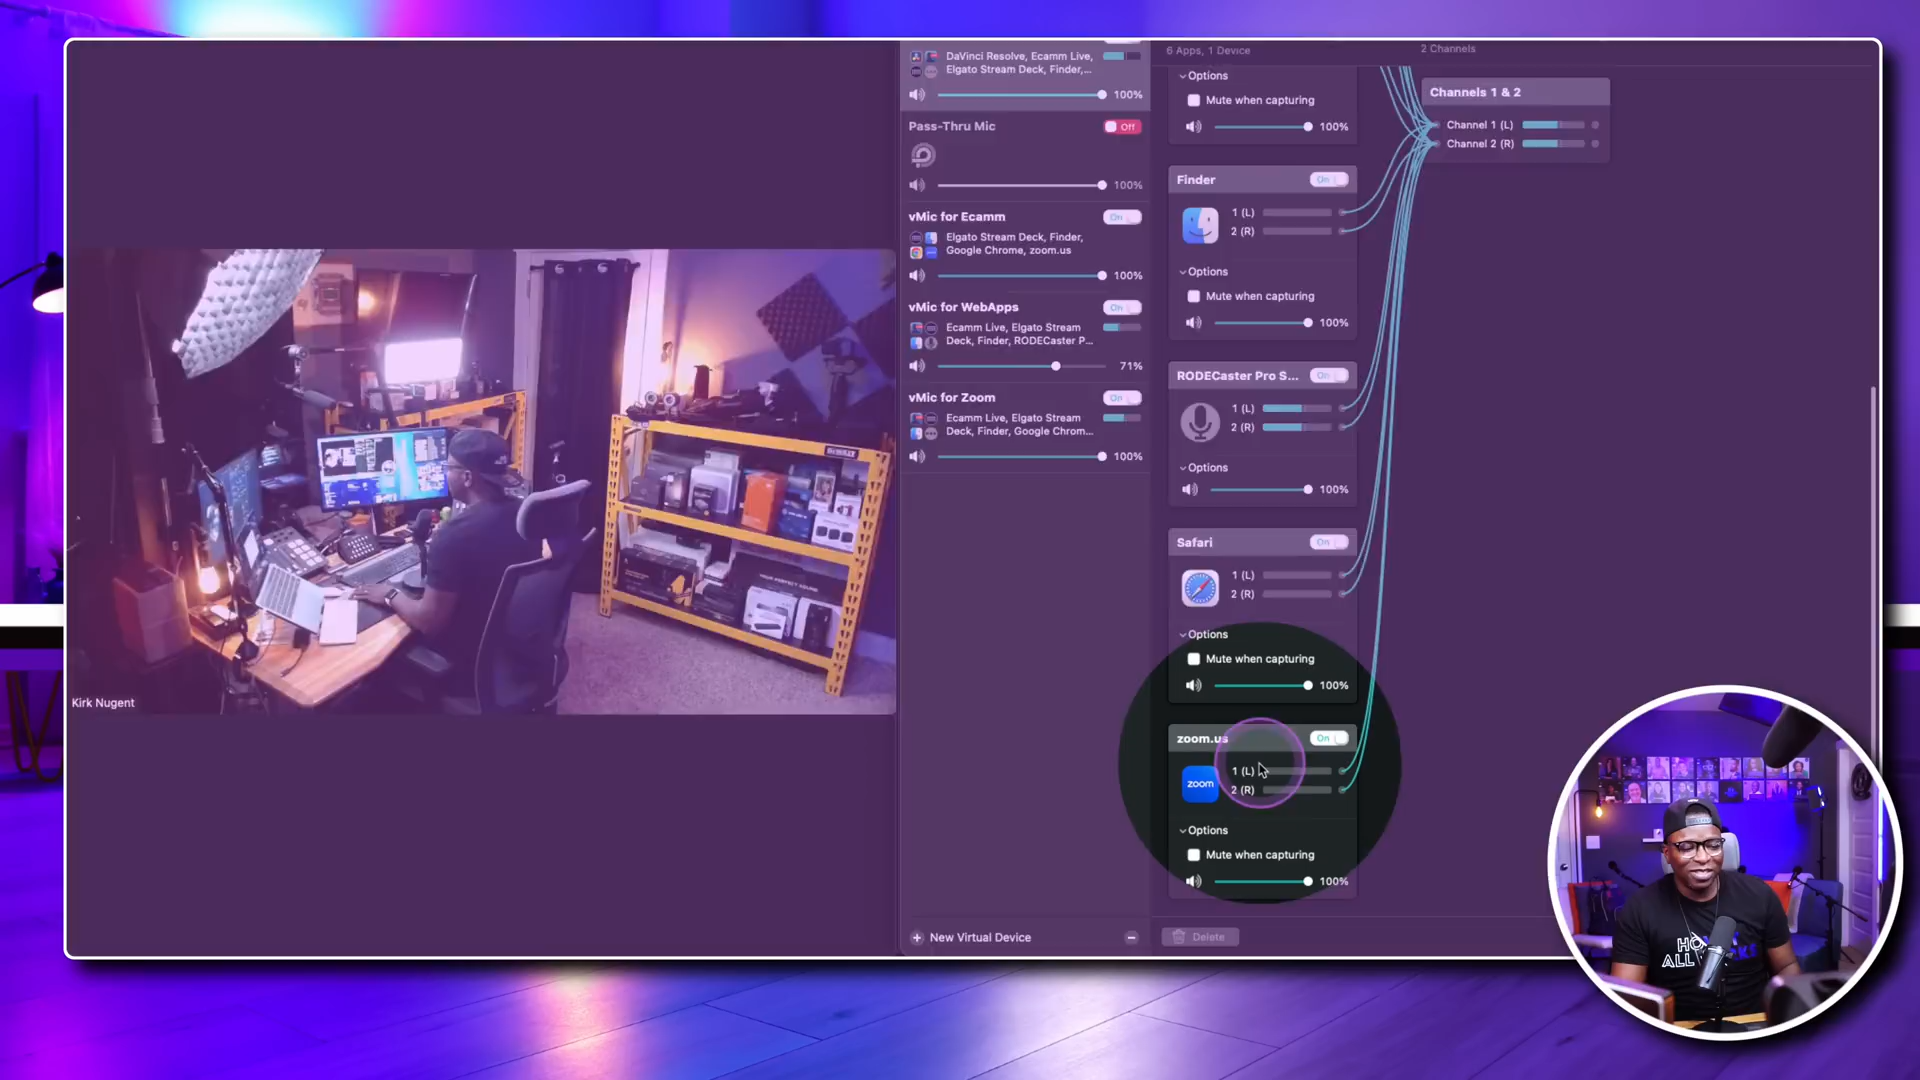 DaVinci Resolve, Ecamm Live,
Elgato Stream Deck, Finder,...
100%
Pass-Thru Mic
Off
100%
vMic for Ecamm
On
Elgato Stream Deck, Finder,
Google Chrome, zoom.us
100%
vMic for WebApps
On
Ecamm Live, Elgato Stream
Deck, Finder, RODECaster P...
71%
vMic for Zoom
On
Ecamm Live, Elgato Stream
Deck, Finder, Google Chrom...
100%
+ New Virtual Device
6 Apps, 1 Device
Options
Mute when capturing
100%
Finder
On
1 (L)
2 (R)
Options
Mute when capturing
100%
RODECaster Pro S...
On
1 (L)
2 (R)
Options
100%
Safari
On
1 (L)
2 (R)
Options
Mute when capturing
100%
zoom.us
On
zoom
1 (L)
2 (R)
Options
Mute when capturing
100%
Delete
2 Channels
Channels 1 & 2
Channel 1 (L)
Channel 2 (R)
Kirk Nugent
DEWALT